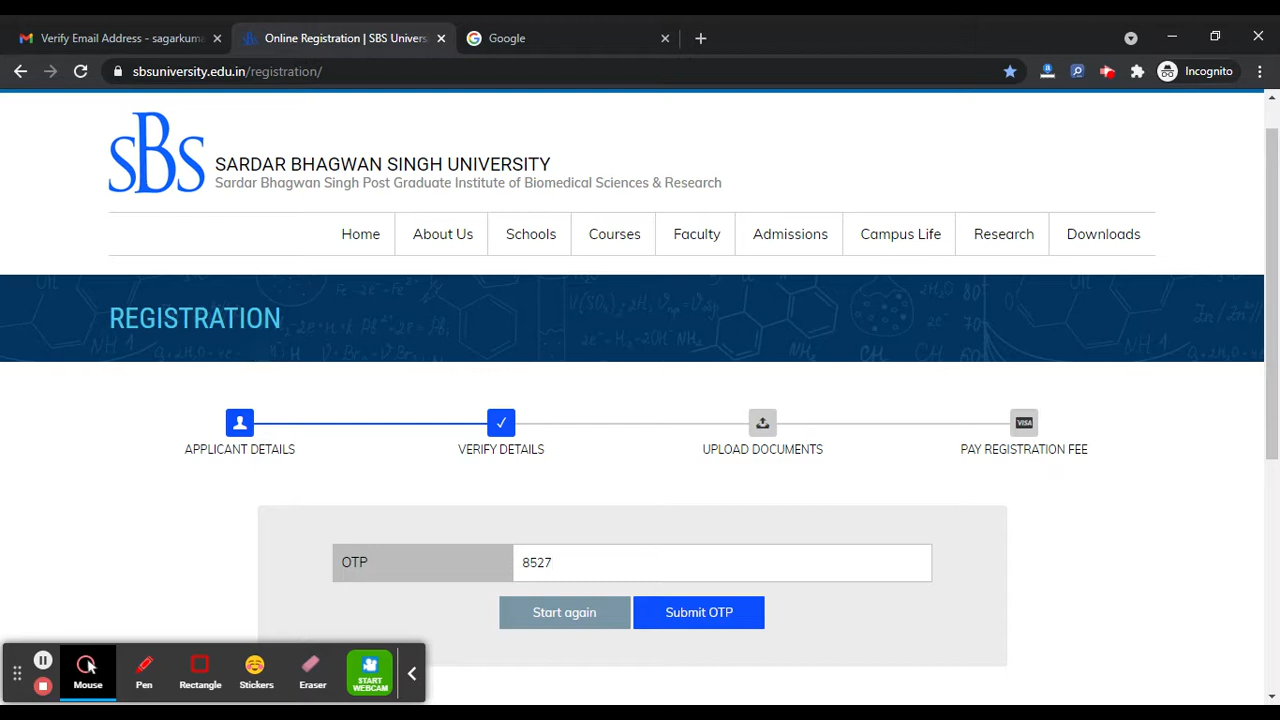 Verify Email Address - sagarkuma
Online Registration | SBS Univers
Google
sbsuniversity.edu.in/registration/
Incognito
SBS
SARDAR BHAGWAN SINGH UNIVERSITY
Sardar Bhagwan Singh Post Graduate Institute of Biomedical Sciences & Research
Home
About Us
Schools
Courses
Faculty
Admissions
Campus Life
Research
Downloads
REGISTRATION
APPLICANT DETAILS
VERIFY DETAILS
UPLOAD DOCUMENTS
VISA
PAY REGISTRATION FEE
OTP
8527
Start again
Submit OTP
Mouse
Pen
Rectangle
Stickers
Eraser
START
WEBCAM